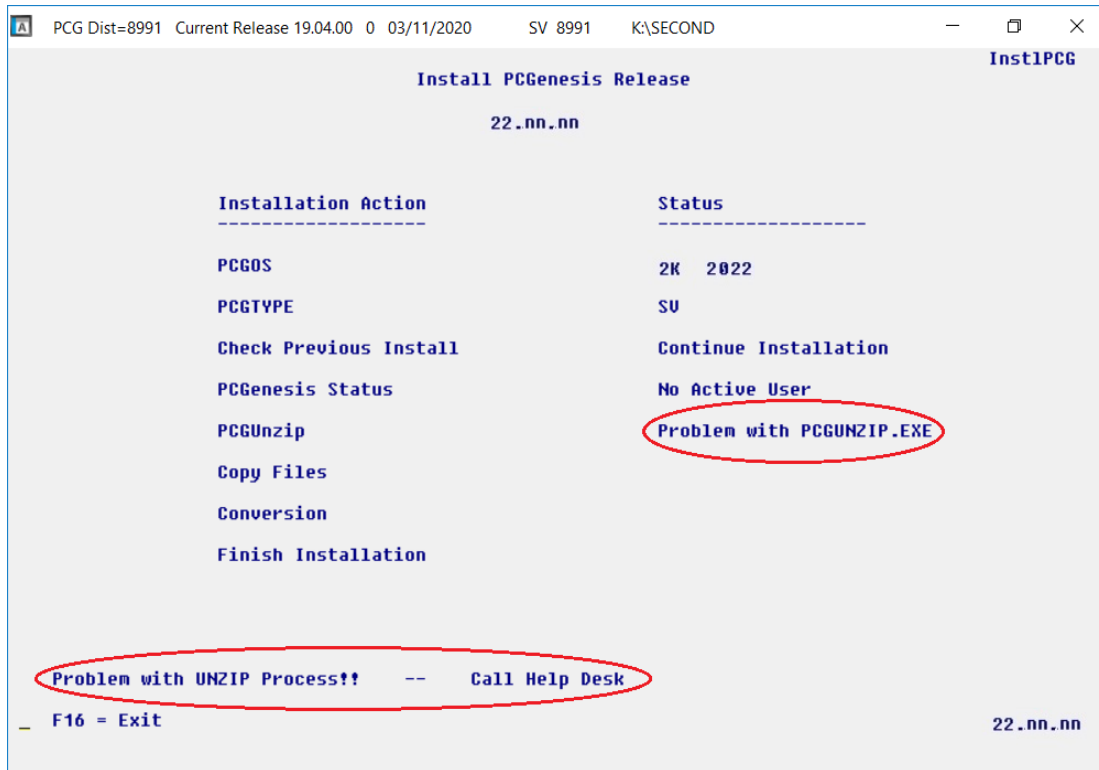 A PCG Dist=8991 Current Release 19.04.00 0 03/11/2020 SV 8991 K:\SECOND
InstlPCG
Install PCGenesis Release
22.nn.nn
Installation Action Status
------------------- -------------------
PCGOS 2K 2022
PCGTYPE SV
Check Previous Install Continue Installation
PCGenesis Status No Active User
PCGUnzip Problem with PCGUNZIP.EXE
Copy Files
Conversion
Finish Installation
Problem with UNZIP Process!! -- Call Help Desk
_ F16 = Exit 22.nn.nn